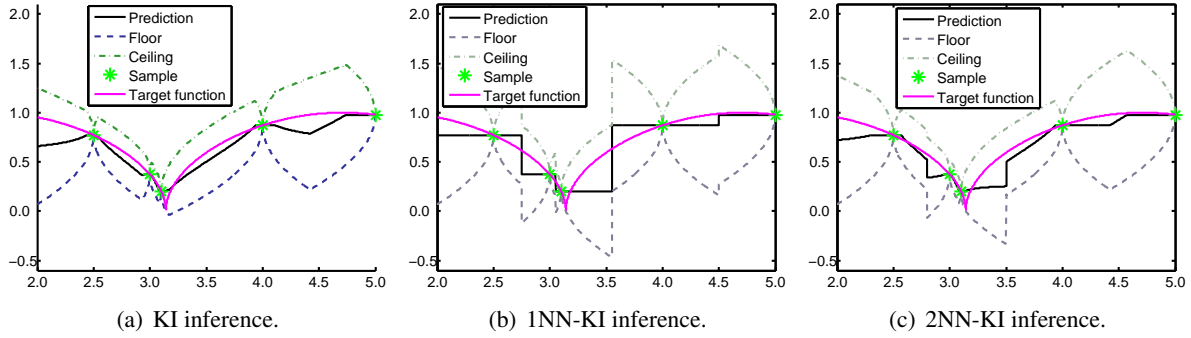 2.0
1.5
1.0
0.5
0.0
−0.5
2.0 2.5 3.0 3.5 4.0 4.5 5.0
Prediction
Floor
Ceiling
Sample
Target function
(a) KI inference.
2.0
1.5
1.0
0.5
0.0
−0.5
2.0 2.5 3.0 3.5 4.0 4.5 5.0
Prediction
Floor
Ceiling
Sample
Target function
(b) 1NN-KI inference.
2.0
1.5
1.0
0.5
0.0
−0.5
2.0 2.5 3.0 3.5 4.0 4.5 5.0
Prediction
Floor
Ceiling
Sample
Target function
(c) 2NN-KI inference.